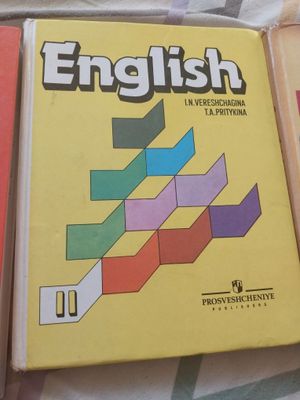 English
I.N.VERESHCHAGINA
T.A.PRITYKINA
II
PROSVESHCHENIYE
PUBLISHERS